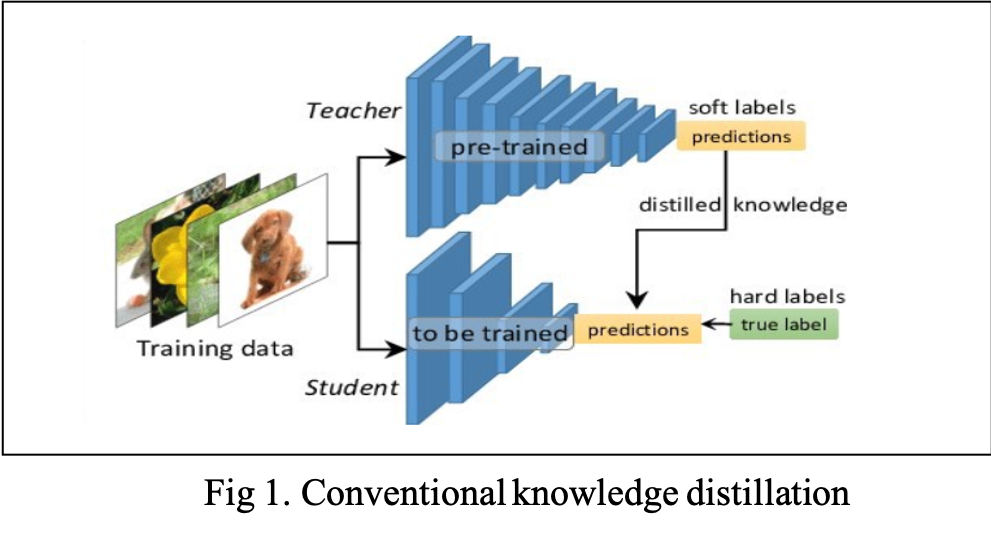 Teacher
pre-trained
soft labels
predictions
distilled knowledge
Training data
to be trained
Student
predictions
hard labels
true label
Fig 1. Conventional knowledge distillation